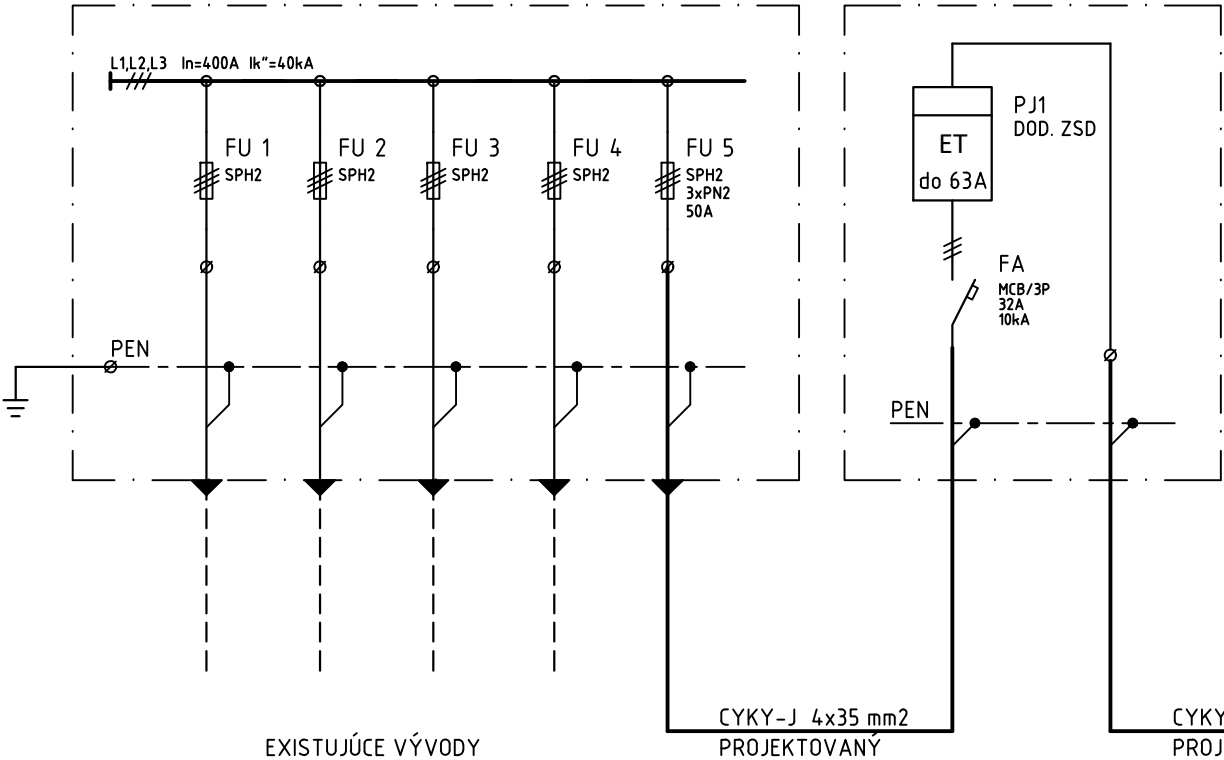 L1,L2,L3 In=400A Ik"=40kA
FU 1
SPH2
FU 2
SPH2
FU 3
SPH2
FU 4
SPH2
FU 5
SPH2
3xPN2
50A
PEN
EXISTUJÚCE VÝVODY
PJ1
DOD. ZSD
ET
do 63A
FA
MCB/3P
32A
10kA
PEN
CYKY-J 4x35 mm2
PROJEKTOVANÝ
CYKY
PROJ